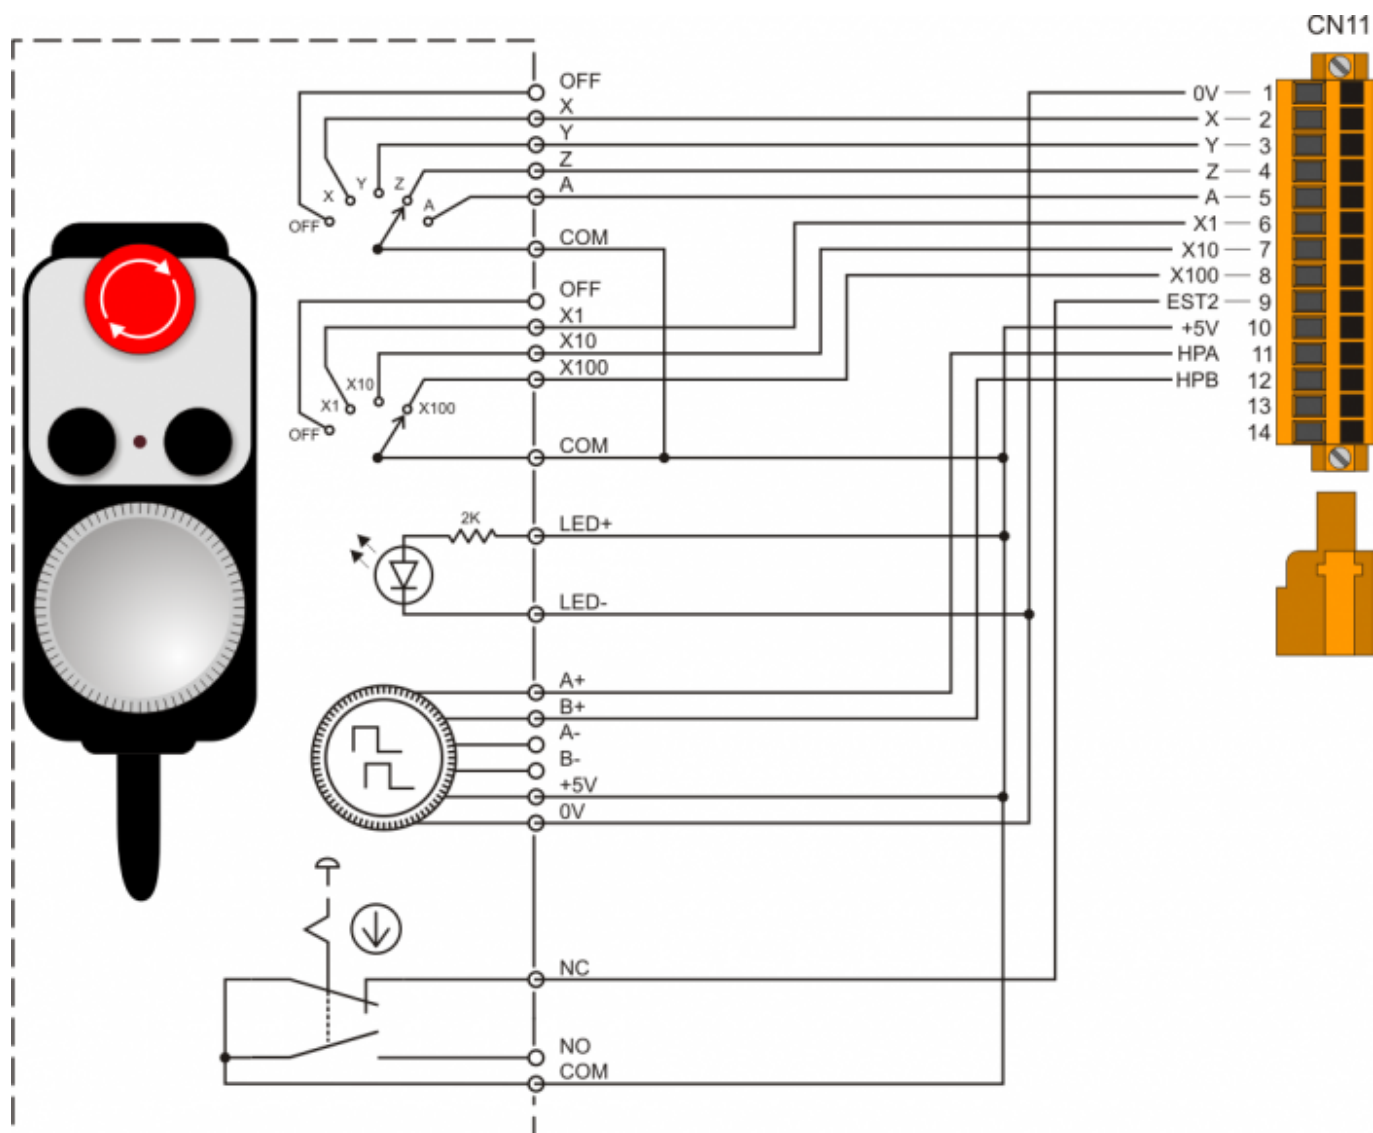 CN11
OFF
X
Y
Z
A
COM
OFF
X1
X10
X100
COM
LED+
LED-
A+
B+
A-
B-
+5V
0V
NC
NO
COM
OFF
X
Y
Z
A
OFF
X1
X10
X100
2K
0V 1
X 2
Y 3
Z 4
A 5
X1 6
X10 7
X100 8
EST2 9
+5V 10
HPA 11
HPB 12
13
14